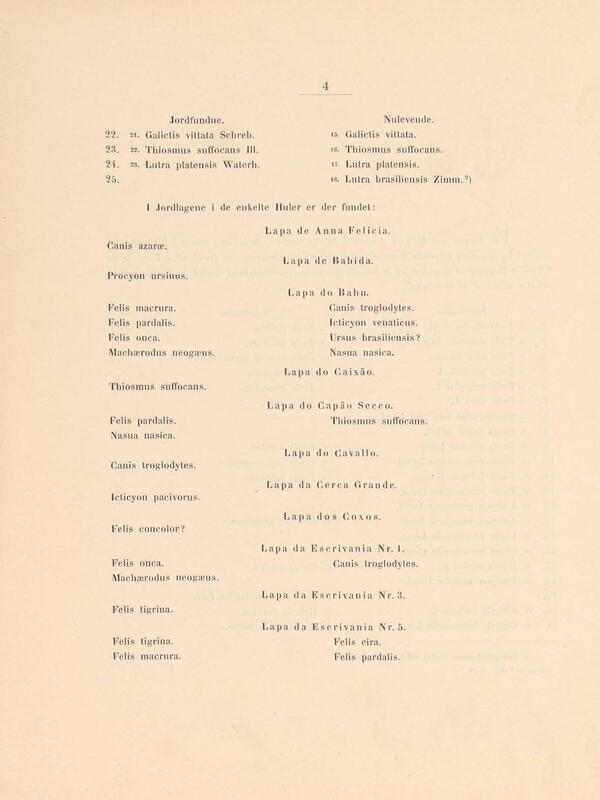 4
Jordfundne. Nulevende.
22. 21. Galictis vittata Schreb. 15. Galictis vittata.
23. 22. Thiosmus suffocans Ill. 16. Thiosmus suffocans.
24. 23. Lutra platensis Waterh. 17. Lutra platensis.
25. 18. Lutra brasiliensis Zimm.²)
I Jordlagene i de enkelte Huler er der fundet:
Lapa de Anna Felicia.
Canis azaræ.
Lapa de Babida.
Procyon ursinus.
Lapa do Bahu.
Felis macrura. Canis troglodytes.
Felis pardalis. Icticyon venaticus.
Felis onca. Ursus brasiliensis?
Machærodus neogæus. Nasua nasica.
Lapa do Caixão.
Thiosmus suffocans.
Lapa do Capão Secco.
Felis pardalis. Thiosmus suffocans.
Nasua nasica.
Lapa do Cavallo.
Canis troglodytes.
Lapa da Cerca Grande.
Icticyon pacivorus.
Lapa dos Coxos.
Felis concolor?
Lapa da Escrivania Nr. 1.
Felis onca. Canis troglodytes.
Machærodus neogæus.
Lapa da Escrivania Nr. 3.
Felis tigrina.
Lapa da Escrivania Nr. 5.
Felis tigrina. Felis eira.
Felis macrura. Felis pardalis.